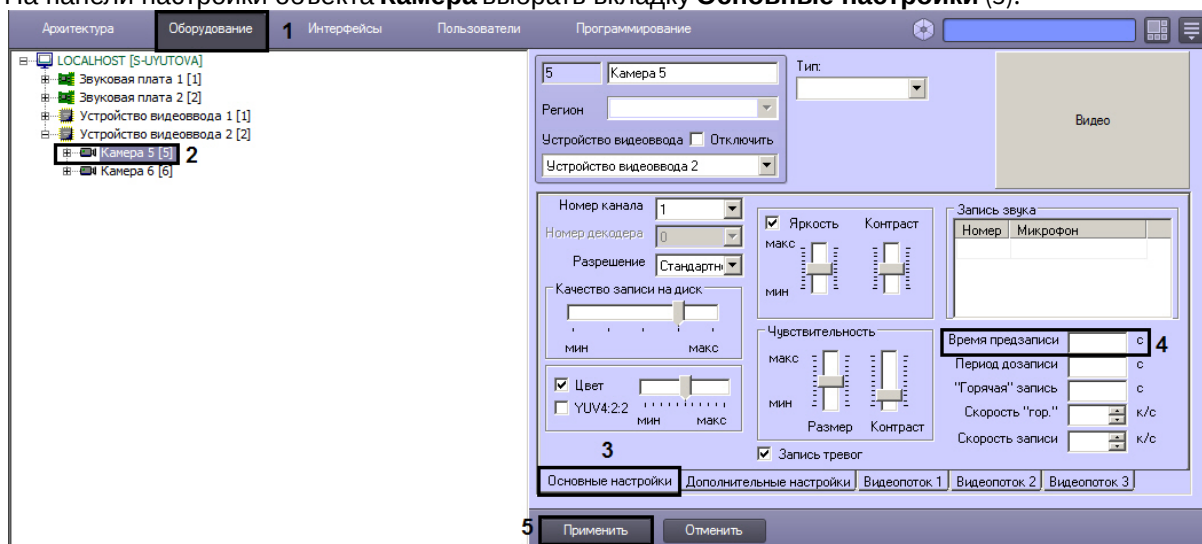 На панели настройки объекта Камера выбрать вкладку Основные настройки (3).
Архитектура Оборудование 1 Интерфейсы Пользователи Программирование
LOCALHOST [S-UYUTOVA]
Звуковая плата 1 [1]
Звуковая плата 2 [2]
Устройство видеоввода 1 [1]
Устройство видеоввода 2 [2]
Камера 5 [5] 2
Камера 6 [6]
5 Камера 5 Тип:
Регион
Видео
Устройство видеоввода Отключить
Устройство видеоввода 2
Номер канала 1
Номер декодера 0
Разрешение Стандартн
Качество записи на диск
мин макс
Цвет
YUV4:2:2
мин макс
3
Яркость Контраст
макс
мин
Чувствительность
макс
мин
Размер Контраст
Запись тревог
Запись звука
Номер Микрофон
Время предзаписи с 4
Период дозаписи с
"Горячая" запись с
Скорость "гор." к/с
Скорость записи к/с
Основные настройки Дополнительные настройки Видеопоток 1 Видеопоток 2 Видеопоток 3
5 Применить Отменить